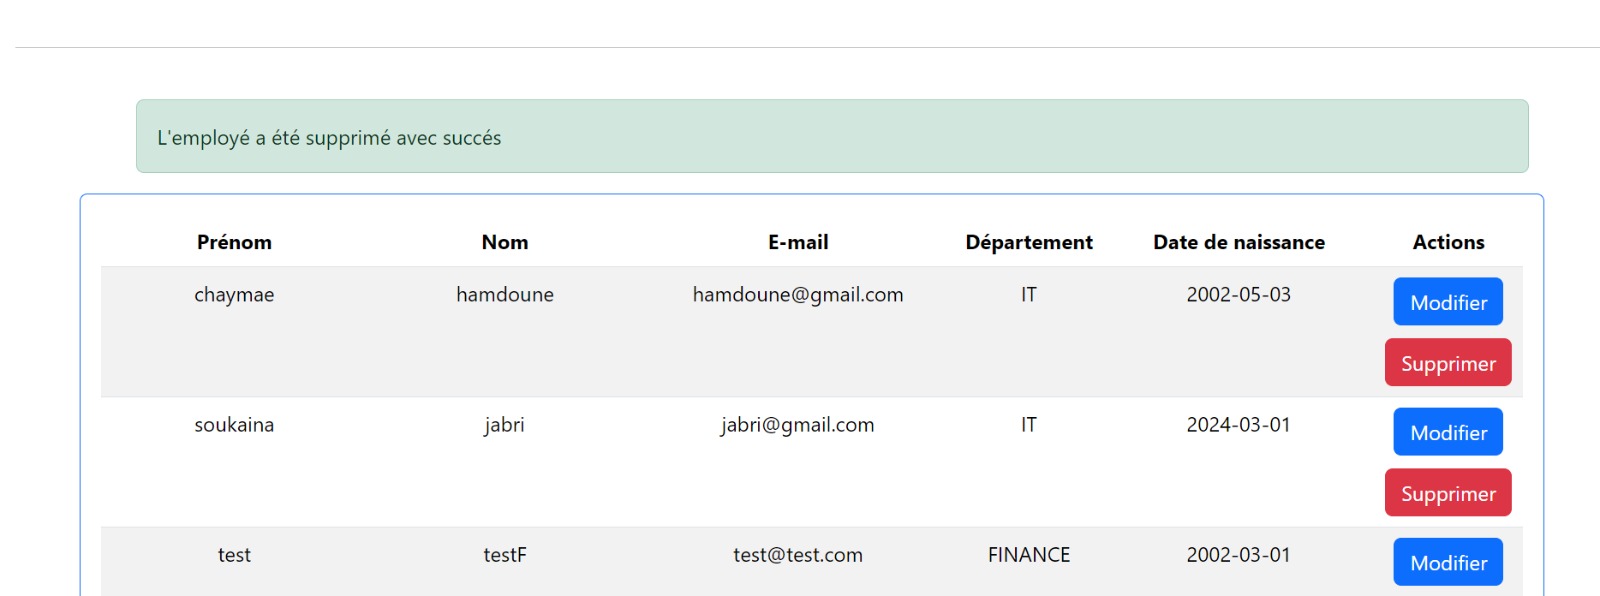 L'employé a été supprimé avec succés
Prénom Nom E-mail Département Date de naissance Actions
chaymae hamdoune hamdoune@gmail.com IT 2002-05-03 Modifier
Supprimer
soukaina jabri jabri@gmail.com IT 2024-03-01 Modifier
Supprimer
test testF test@test.com FINANCE 2002-03-01 Modifier